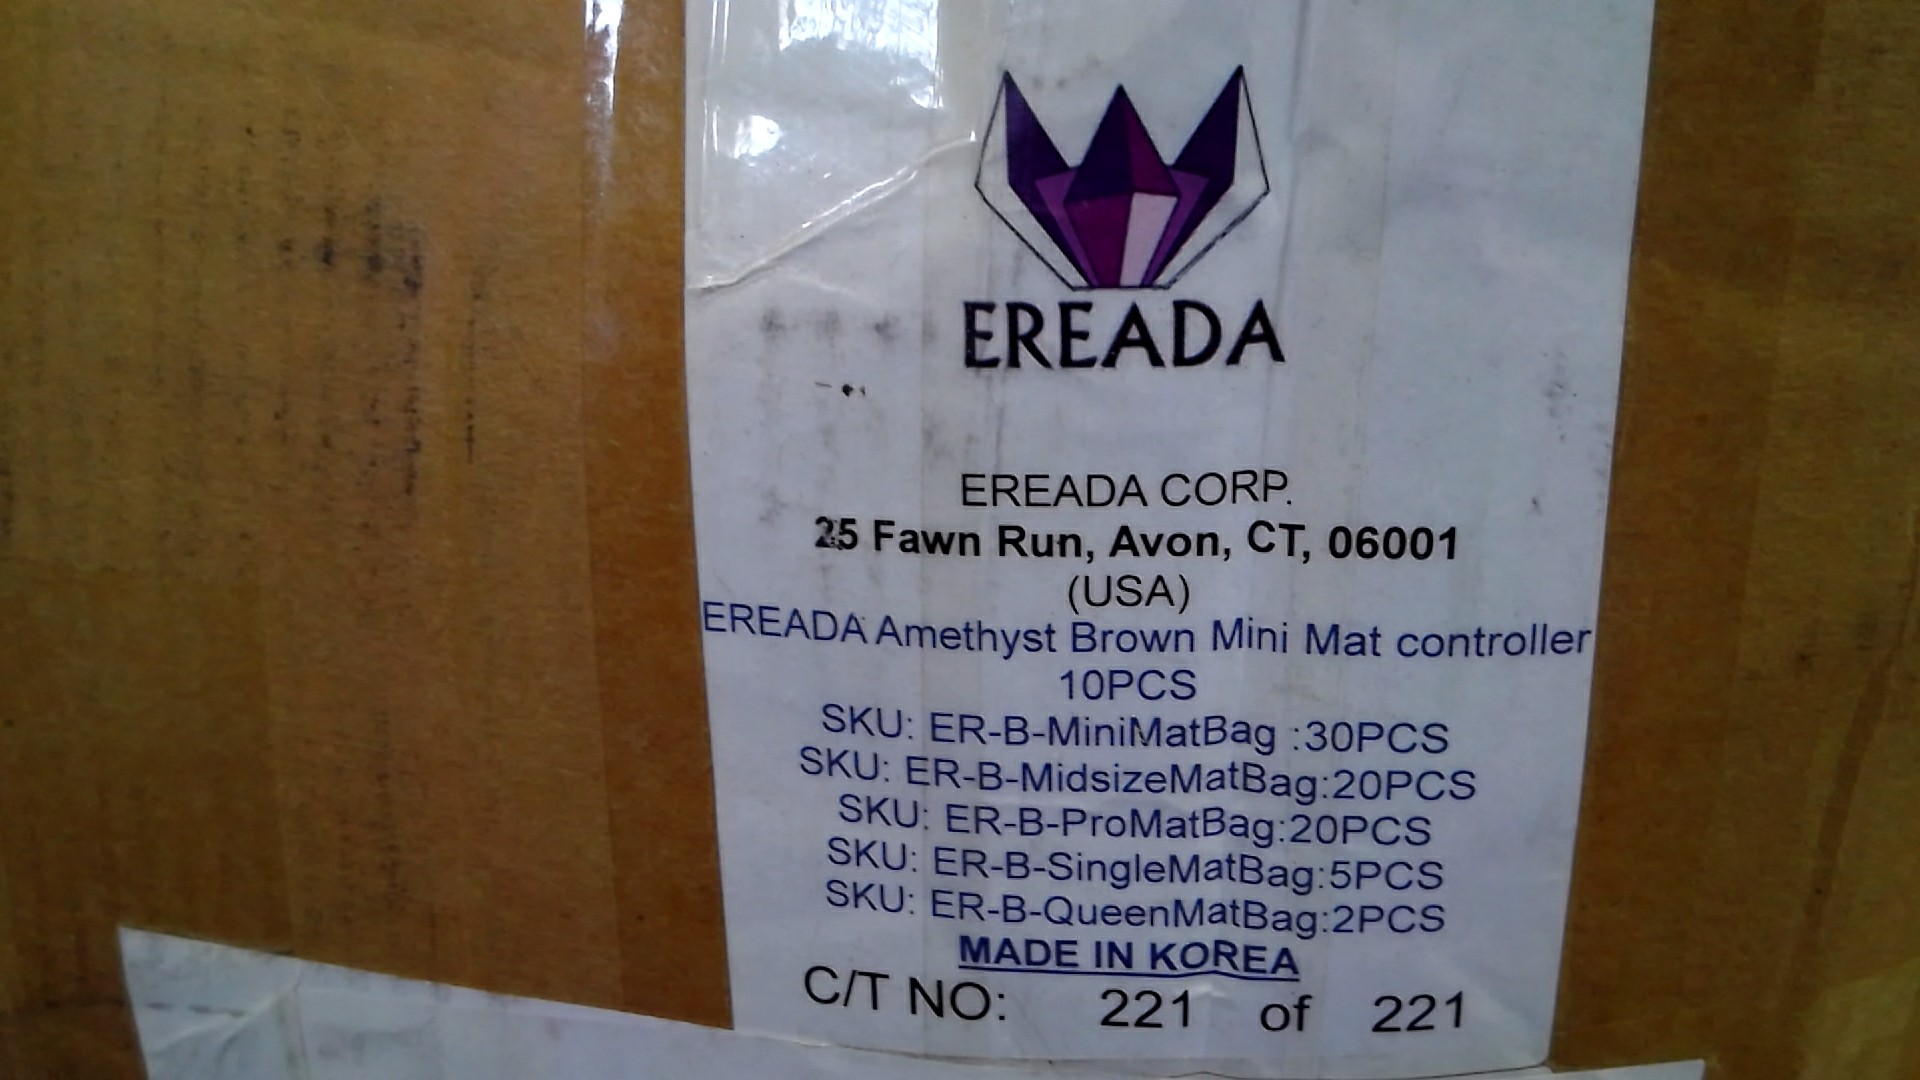 EREADA
EREADA CORP.
25 Fawn Run, Avon, CT, 06001
(USA)
EREADA Amethyst Brown Mini Mat controller
10PCS
SKU: ER-B-MiniMatBag :30PCS
SKU: ER-B-MidsizeMatBag:20PCS
SKU: ER-B-ProMatBag:20PCS
SKU: ER-B-SingleMatBag:5PCS
SKU: ER-B-QueenMatBag:2PCS
MADE IN KOREA
C/T NO: 221 of 221